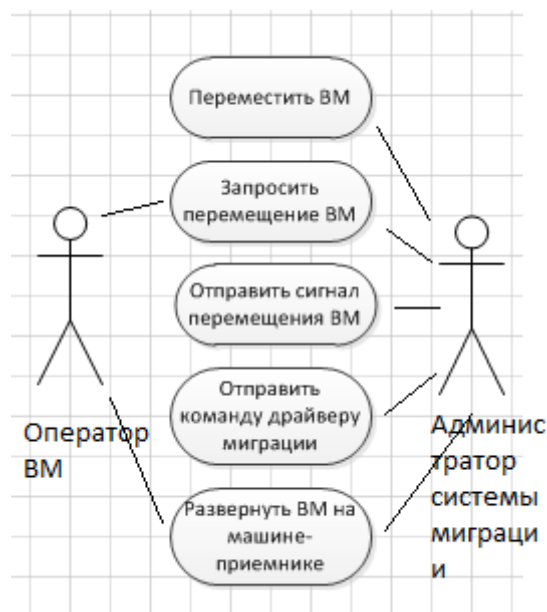 Переместить ВМ
Запросить
перемещение ВМ
Отправить сигнал
перемещения ВМ
Отправить
команду драйверу
миграции
Оператор
ВМ
Админис
тратор
системы
миграци
и
Развернуть ВМ на
машине-
приемнике